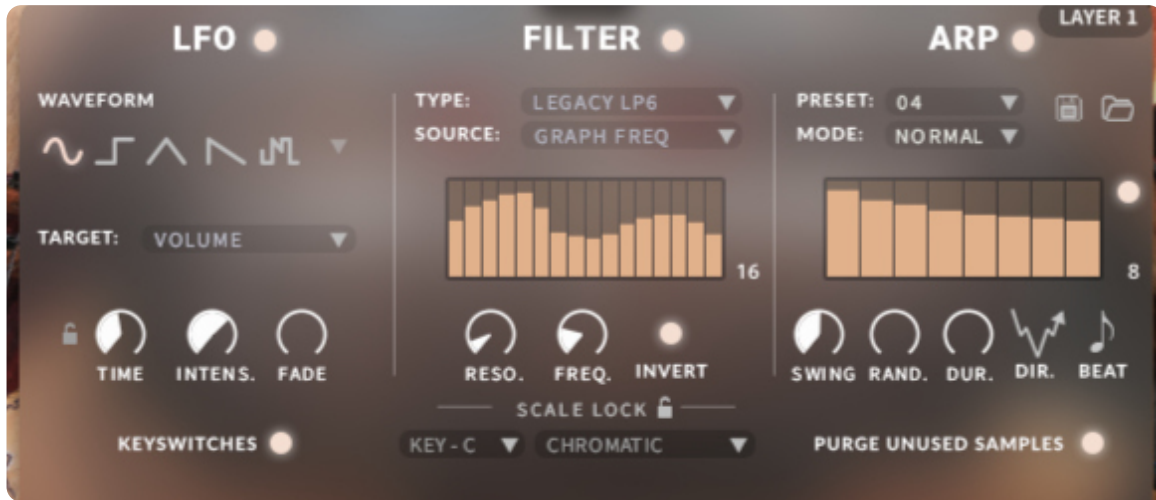 LAYER 1
LFO
FILTER
ARP
WAVEFORM
TARGET: VOLUME
TIME INTENS. FADE
KEYSWITCHES
TYPE: LEGACY LP6
SOURCE: GRAPH FREQ
16
RESO. FREQ. INVERT
SCALE LOCK
KEY - C CHROMATIC
PRESET: 04
MODE: NORMAL
8
SWING RAND. DUR. DIR. BEAT
PURGE UNUSED SAMPLES